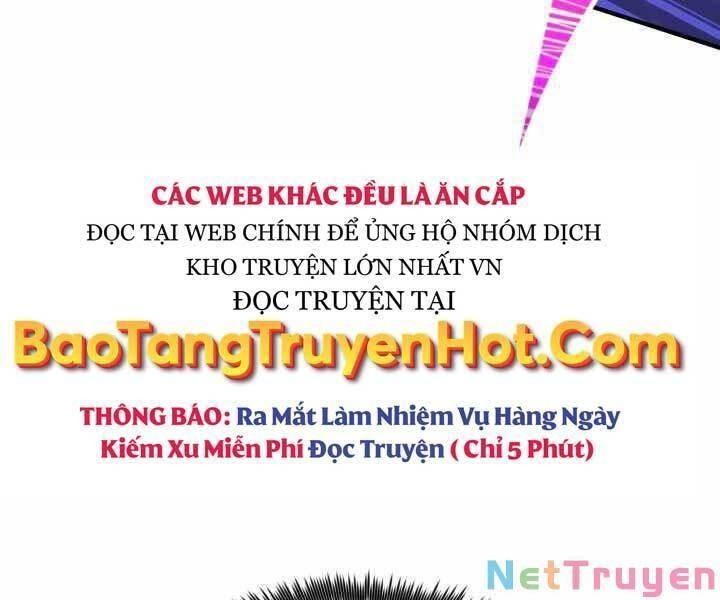 CÁC WEB KHÁC ĐỀU LÀ ĂN CẮP
ĐỌC TẠI WEB CHÍNH ĐỂ ỦNG HỘ NHÓM DỊCH
KHO TRUYỆN LỚN NHẤT VN
ĐỌC TRUYỆN TẠI
BaoTangTruyenHot.Com
THÔNG BÁO: Ra Mắt Làm Nhiệm Vụ Hàng Ngày
Kiếm Xu Miễn Phí Đọc Truyện ( Chỉ 5 Phút)
NetTruyen